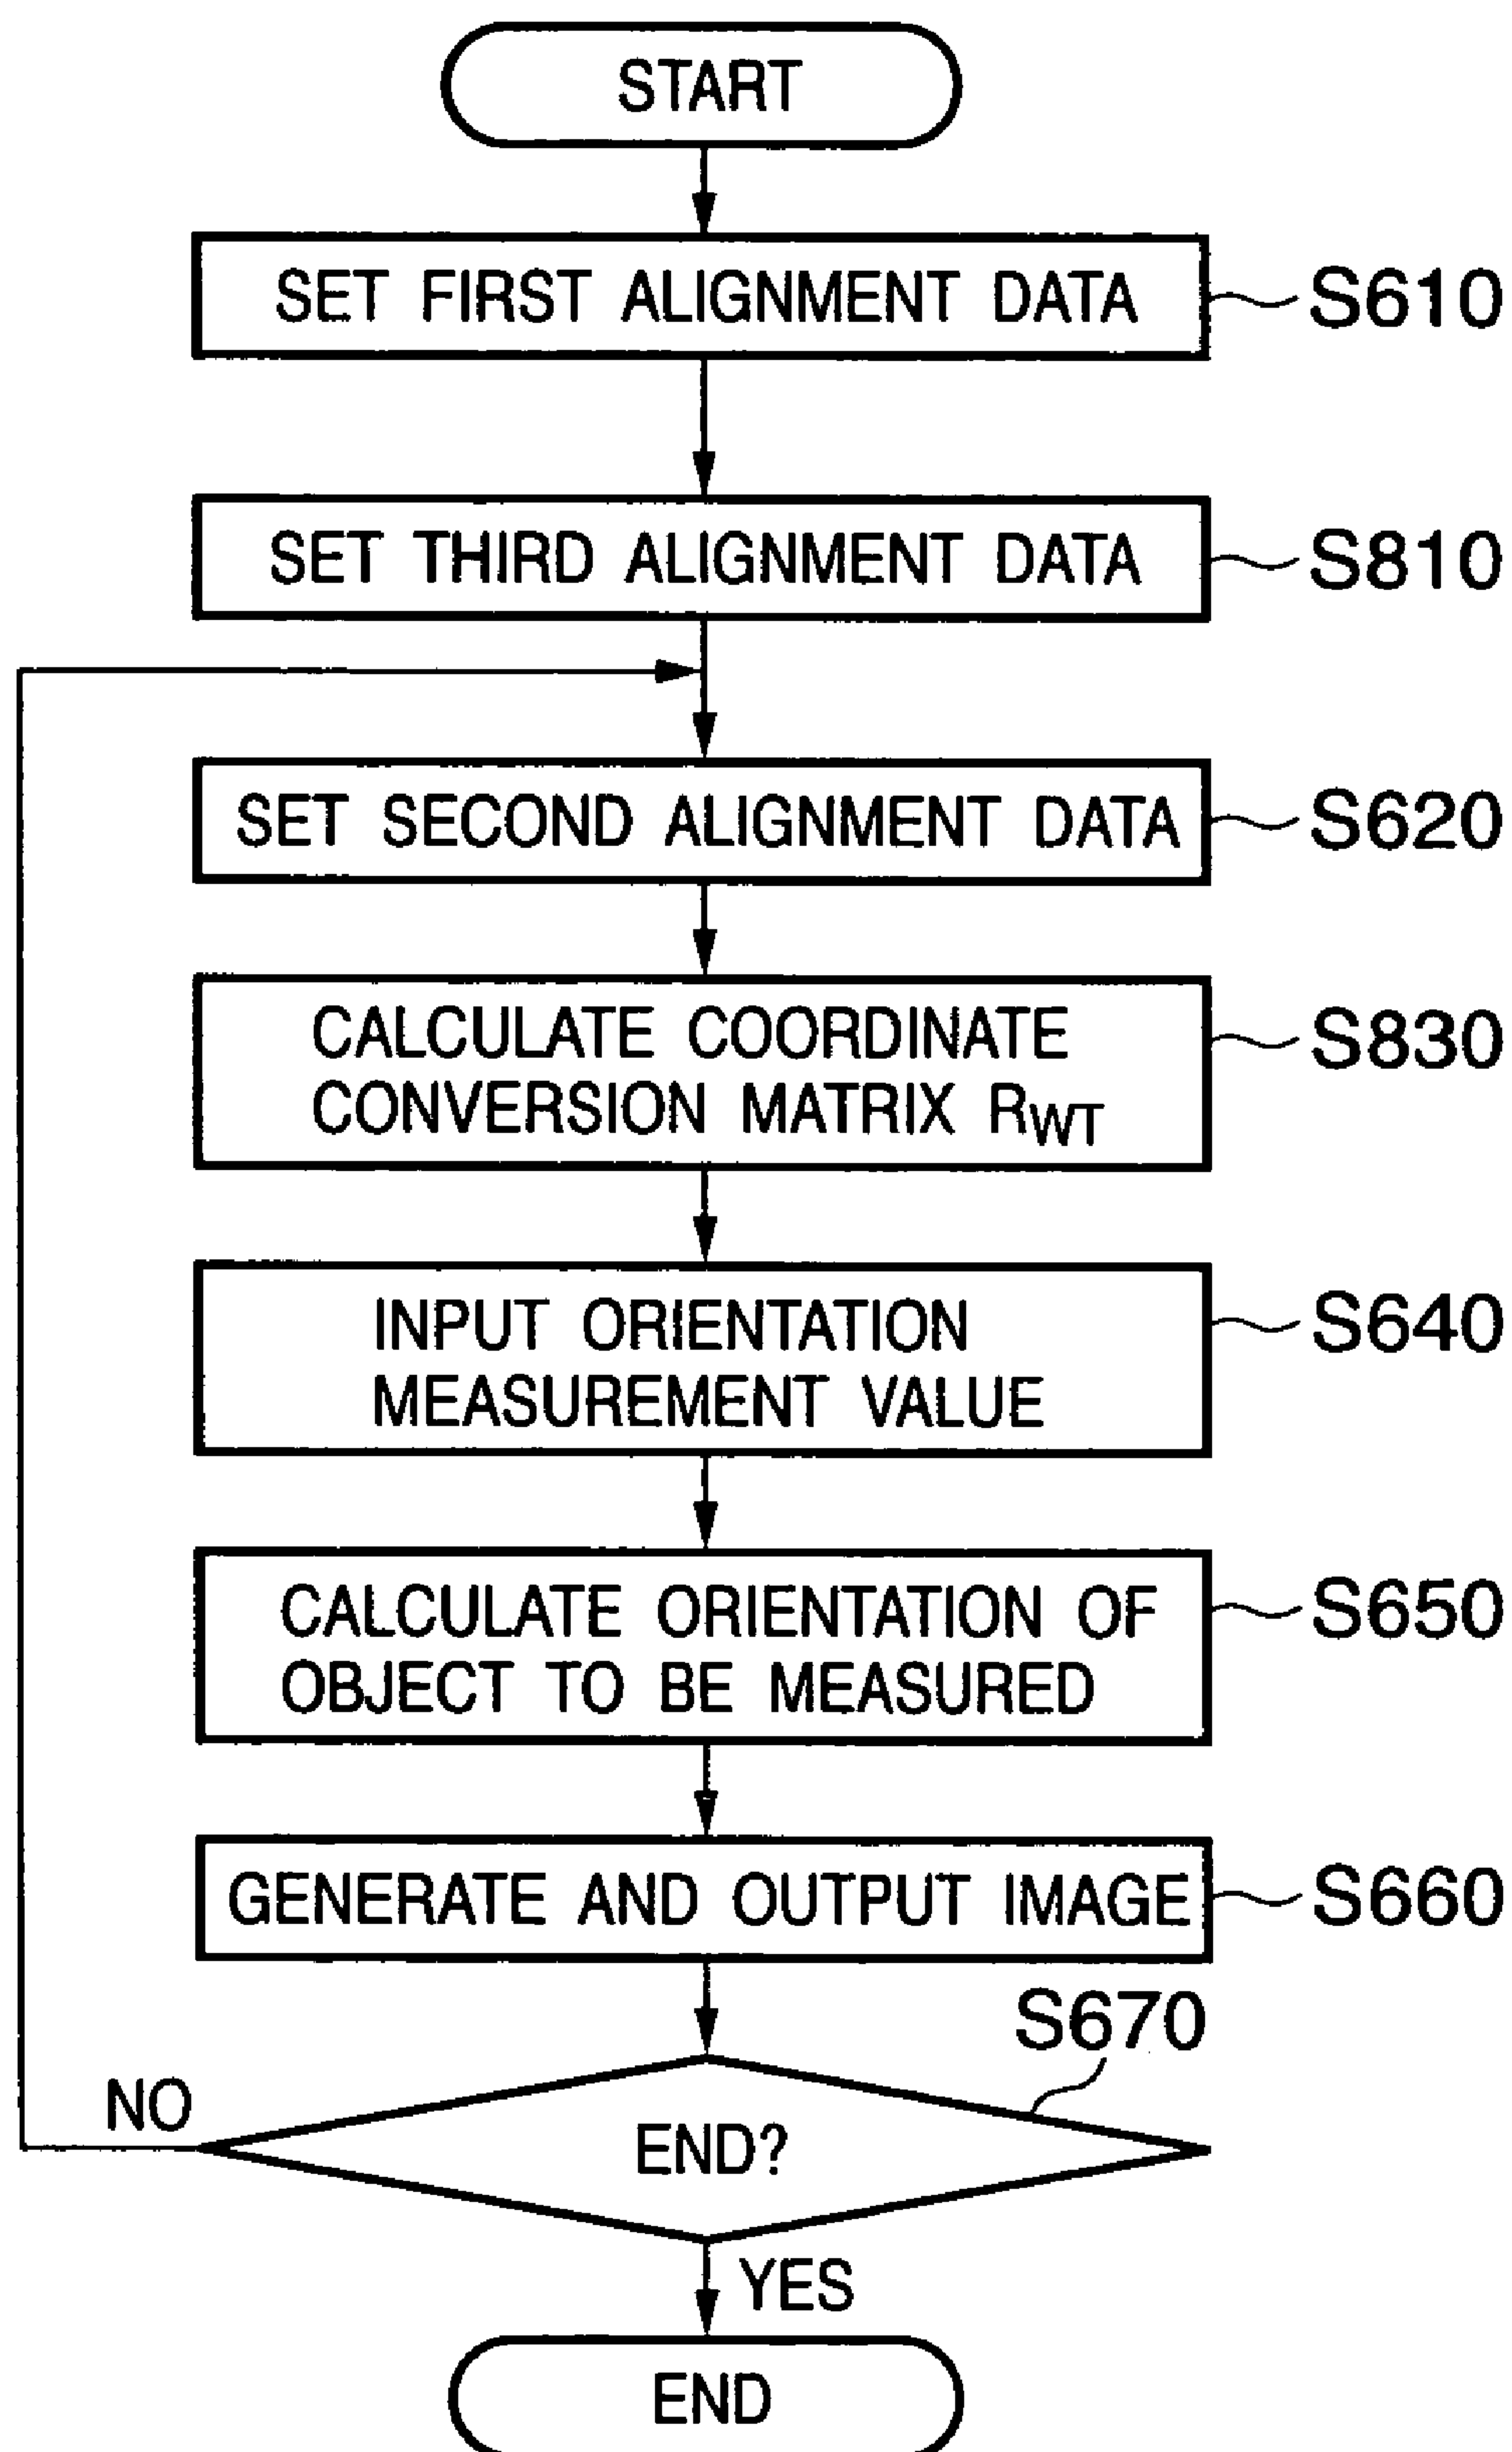 START
SET FIRST ALIGNMENT DATA
S610
SET THIRD ALIGNMENT DATA
S810
SET SECOND ALIGNMENT DATA
S620
CALCULATE COORDINATE
CONVERSION MATRIX RWT
S830
INPUT ORIENTATION
MEASUREMENT VALUE
S640
CALCULATE ORIENTATION OF
OBJECT TO BE MEASURED
S650
GENERATE AND OUTPUT IMAGE
S660
S670
NO
END?
YES
END